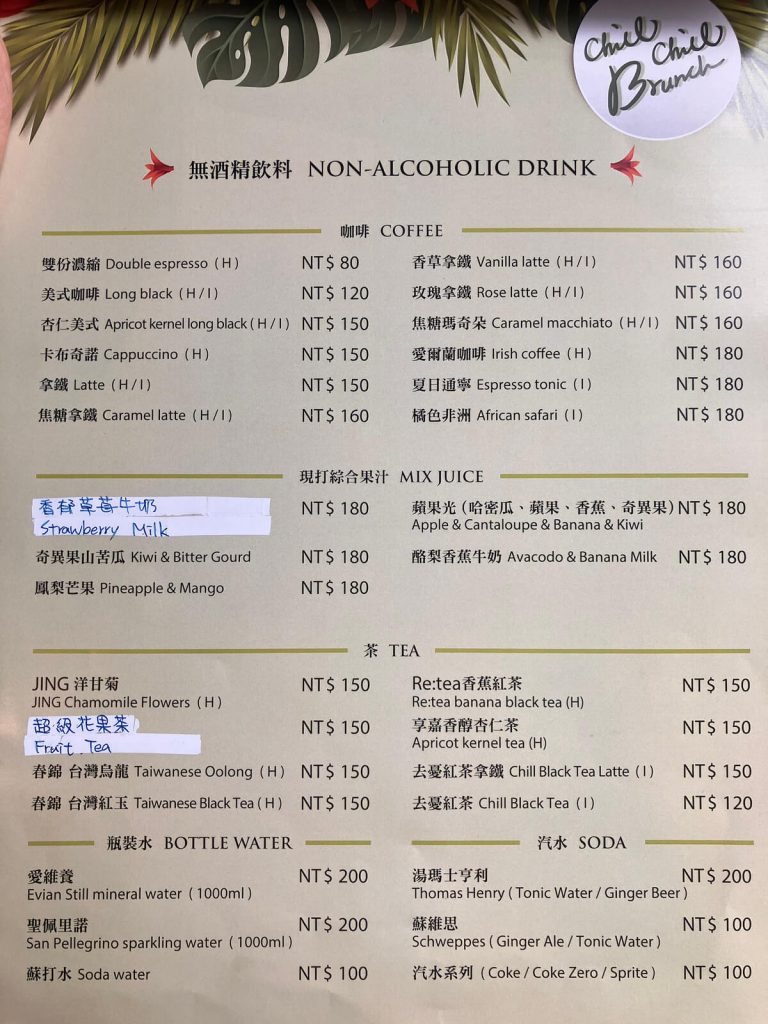 Chill Chill
Brunch
無酒精飲料 NON-ALCOHOLIC DRINK
咖啡 COFFEE
雙份濃縮 Double espresso ( H ) NT$ 80
美式咖啡 Long black ( H / I ) NT$ 120
杏仁美式 Apricot kernel long black ( H / I ) NT$ 150
卡布奇諾 Cappuccino ( H ) NT$ 150
拿鐵 Latte ( H / I ) NT$ 150
焦糖拿鐵 Caramel latte ( H / I ) NT$ 160
香草拿鐵 Vanilla latte ( H / I ) NT$ 160
玫瑰拿鐵 Rose latte ( H / I ) NT$ 160
焦糖瑪奇朵 Caramel macchiato ( H / I ) NT$ 160
愛爾蘭咖啡 Irish coffee ( H ) NT$ 180
夏日通寧 Espresso tonic ( I ) NT$ 180
橘色非洲 African safari ( I ) NT$ 180
現打綜合果汁 MIX JUICE
香郁草莓牛奶 NT$ 180
Strawberry Milk
奇異果山苦瓜 Kiwi & Bitter Gourd NT$ 180
鳳梨芒果 Pineapple & Mango NT$ 180
蘋果光 ( 哈密瓜、蘋果、香蕉、奇異果 ) NT$ 180
Apple & Cantaloupe & Banana & Kiwi
酪梨香蕉牛奶 Avacodo & Banana Milk NT$ 180
茶 TEA
JING 洋甘菊 NT$ 150
JING Chamomile Flowers ( H )
超級花果茶 NT$ 150
Fruit Tea
春錦 台灣烏龍 Taiwanese Oolong ( H ) NT$ 150
春錦 台灣紅玉 Taiwanese Black Tea ( H ) NT$ 150
Re:tea香蕉紅茶 NT$ 150
Re:tea banana black tea (H)
享嘉香醇杏仁茶 NT$ 150
Apricot kernel tea (H)
去憂紅茶拿鐵 Chill Black Tea Latte ( I ) NT$ 150
去憂紅茶 Chill Black Tea ( I ) NT$ 120
瓶裝水 BOTTLE WATER
愛維養 NT$ 200
Evian Still mineral water ( 1000ml )
聖佩里諾 NT$ 200
San Pellegrino sparkling water ( 1000ml )
蘇打水 Soda water NT$ 100
汽水 SODA
湯瑪士亨利 NT$ 200
Thomas Henry ( Tonic Water / Ginger Beer )
蘇維思 NT$ 100
Schweppes ( Ginger Ale / Tonic Water )
汽水系列 ( Coke / Coke Zero / Sprite ) NT$ 100